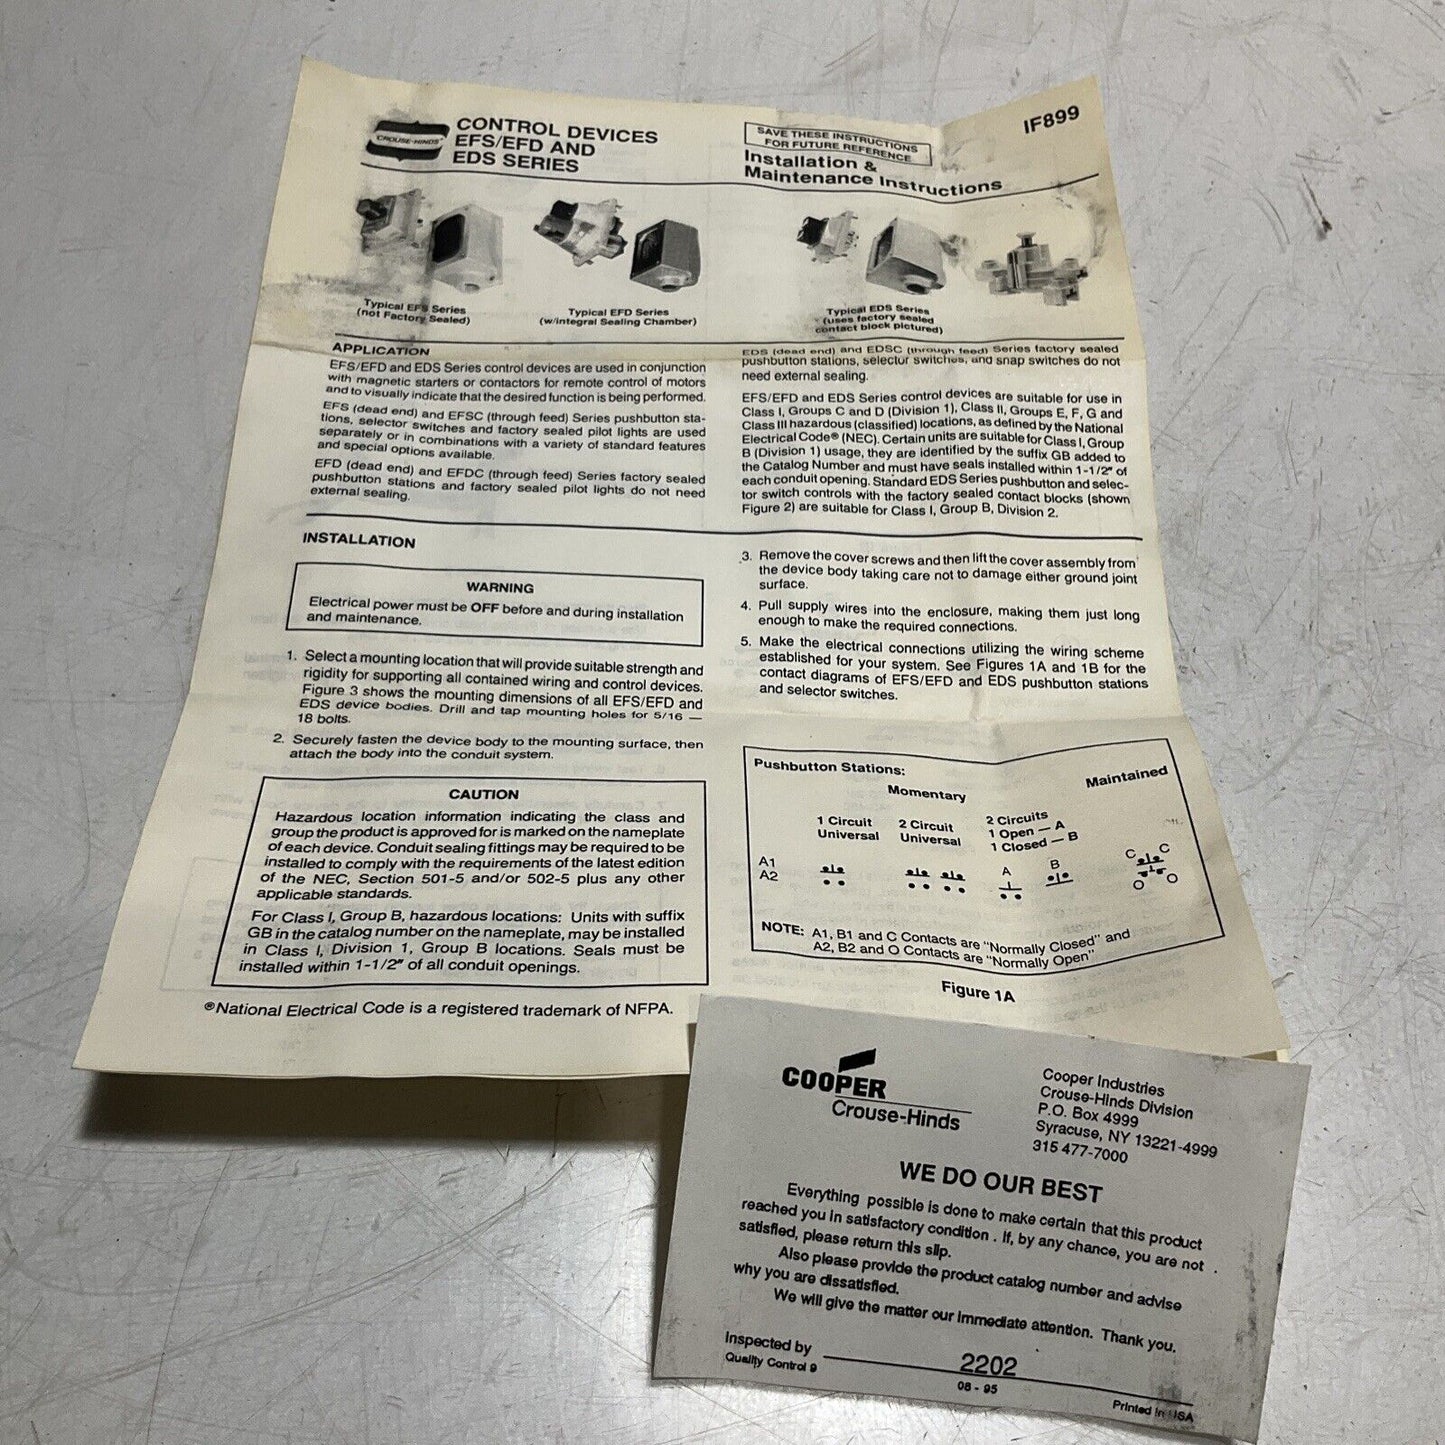 CROUSE-HINDS
CONTROL DEVICES
EFS/EFD AND
EDS SERIES
SAVE THESE INSTRUCTIONS
FOR FUTURE REFERENCE
Installation &
Maintenance Instructions
IF899
Typical EFS Series
(not Factory Sealed)
Typical EFD Series
(w/integral Sealing Chamber)
Typical EDS Series
(uses factory sealed
contact block pictured)
APPLICATION
EFS/EFD and EDS Series control devices are used in conjunction
with magnetic starters or contactors for remote control of motors
and to visually indicate that the desired function is being performed.
EFS (dead end) and EFSC (through feed) Series pushbutton sta-
tions, selector switches and factory sealed pilot lights are used
separately or in combinations with a variety of standard features
and special options available.
EFD (dead end) and EFDC (through feed) Series factory sealed
pushbutton stations and factory sealed pilot lights do not need
external sealing.
EDS (dead end) and EDSC (through feed) Series factory sealed
pushbutton stations, selector switches, and snap switches do not
need external sealing.
EFS/EFD and EDS Series control devices are suitable for use in
Class I, Groups C and D (Division 1), Class II, Groups E, F, G and
Class III hazardous (classified) locations, as defined by the National
Electrical Code® (NEC). Certain units are suitable for Class I, Group
B (Division 1) usage, they are identified by the suffix GB added to
the Catalog Number and must have seals installed within 1-1/2" of
each conduit opening. Standard EDS Series pushbutton and selec-
tor switch controls with the factory sealed contact blocks (shown
Figure 2) are suitable for Class I, Group B, Division 2.
INSTALLATION
WARNING
Electrical power must be OFF before and during installation
and maintenance.
1. Select a mounting location that will provide suitable strength and
rigidity for supporting all contained wiring and control devices.
Figure 3 shows the mounting dimensions of all EFS/EFD and
EDS device bodies. Drill and tap mounting holes for 5/16 —
18 bolts.
2. Securely fasten the device body to the mounting surface, then
attach the body into the conduit system.
CAUTION
Hazardous location information indicating the class and
group the product is approved for is marked on the nameplate
of each device. Conduit sealing fittings may be required to be
installed to comply with the requirements of the latest edition
of the NEC, Section 501-5 and/or 502-5 plus any other
applicable standards.
For Class I, Group B, hazardous locations: Units with suffix
GB in the catalog number on the nameplate, may be installed
in Class I, Division 1, Group B locations. Seals must be
installed within 1-1/2" of all conduit openings.
®National Electrical Code is a registered trademark of NFPA.
3. Remove the cover screws and then lift the cover assembly from
the device body taking care not to damage either ground joint
surface.
4. Pull supply wires into the enclosure, making them just long
enough to make the required connections.
5. Make the electrical connections utilizing the wiring scheme
established for your system. See Figures 1A and 1B for the
contact diagrams of EFS/EFD and EDS pushbutton stations
and selector switches.
Pushbutton Stations:
Momentary
Maintained
1 Circuit
Universal
2 Circuit
Universal
2 Circuits
1 Open — A
1 Closed — B
A1
A2
A
B
C C
O O
NOTE: A1, B1 and C Contacts are "Normally Closed" and
A2, B2 and O Contacts are "Normally Open"
Figure 1A
COOPER
Crouse-Hinds
Cooper Industries
Crouse-Hinds Division
P.O. Box 4999
Syracuse, NY 13221-4999
315 477-7000
WE DO OUR BEST
Everything possible is done to make certain that this product
reached you in satisfactory condition . If, by any chance, you are not
satisfied, please return this slip.
Also please provide the product catalog number and advise
why you are dissatisfied.
We will give the matter our immediate attention. Thank you.
Inspected by 2202
Quality Control 9
08 - 95
Printed in USA